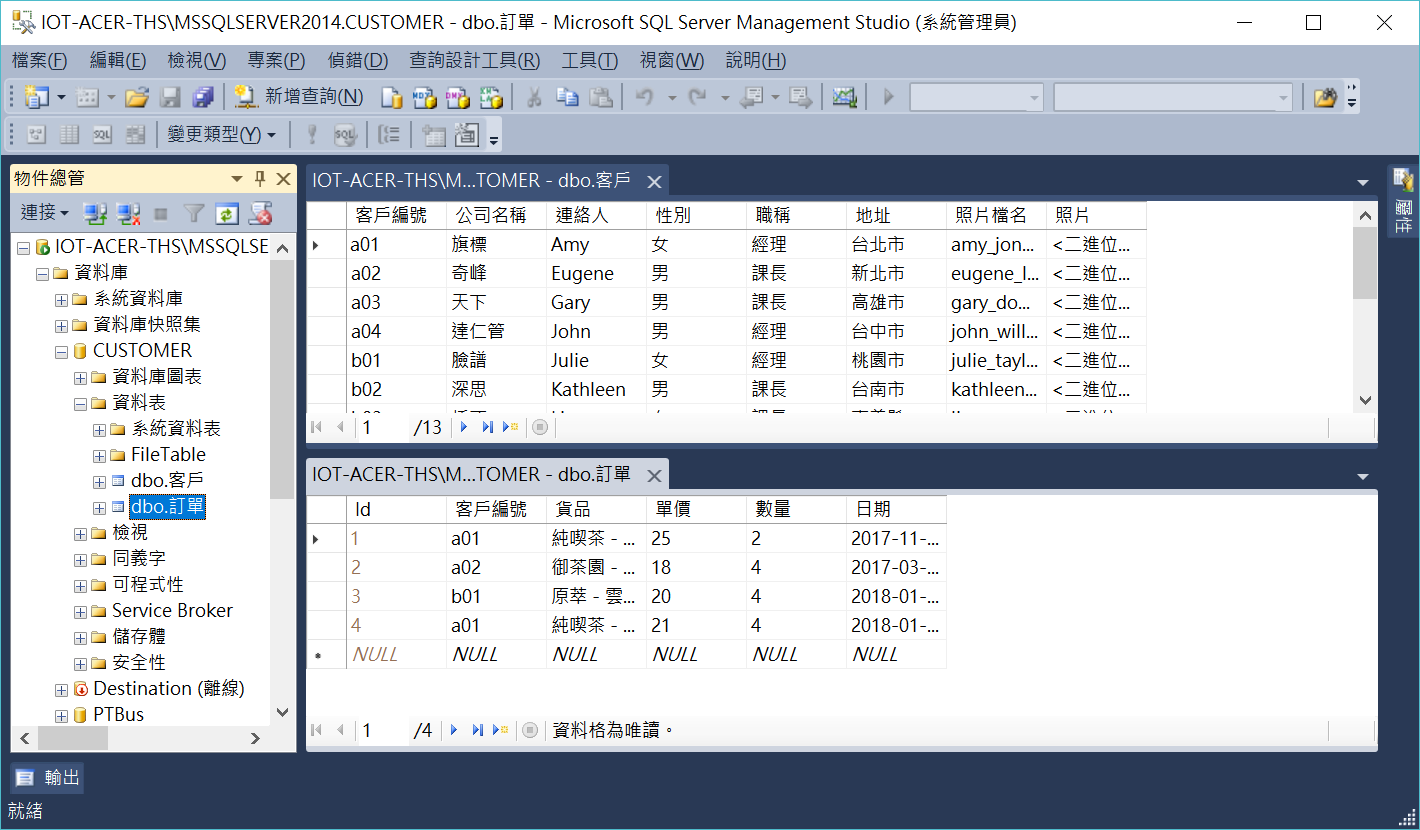 IOT-ACER-THS\MSSQLSERVER2014.CUSTOMER - dbo.訂單 - Microsoft SQL Server Management Studio (系統管理員)
檔案(F) 編輯(E) 檢視(V) 專案(P) 偵錯(D) 查詢設計工具(R) 工具(T) 視窗(W) 說明(H)
新增查詢(N)
變更類型(Y)
物件總管
連接
IOT-ACER-THS\MSSQLSE
資料庫
系統資料庫
資料庫快照集
CUSTOMER
資料庫圖表
資料表
系統資料表
FileTable
dbo.客戶
dbo.訂單
檢視
同義字
可程式性
Service Broker
儲存體
安全性
Destination (離線)
PTBus
IOT-ACER-THS\M...TOMER - dbo.客戶
客戶編號 公司名稱 連絡人 性別 職稱 地址 照片檔名 照片
a01 旗標 Amy 女 經理 台北市 amy_jon... <二進位...
a02 奇峰 Eugene 男 課長 新北市 eugene_l... <二進位...
a03 天下 Gary 男 課長 高雄市 gary_do... <二進位...
a04 達仁管 John 男 經理 台中市 john_will... <二進位...
b01 臉譜 Julie 女 經理 桃園市 julie_tayl... <二進位...
b02 深思 Kathleen 男 課長 台南市 kathleen... <二進位...
1 /13
IOT-ACER-THS\M...TOMER - dbo.訂單
Id 客戶編號 貨品 單價 數量 日期
1 a01 純喫茶 - ... 25 2 2017-11-...
2 a02 御茶園 - ... 18 4 2017-03-...
3 b01 原萃 - 雲... 20 4 2018-01-...
4 a01 純喫茶 - ... 21 4 2018-01-...
NULL NULL NULL NULL NULL NULL
1 /4 資料格為唯讀。
屬性
輸出
就緒